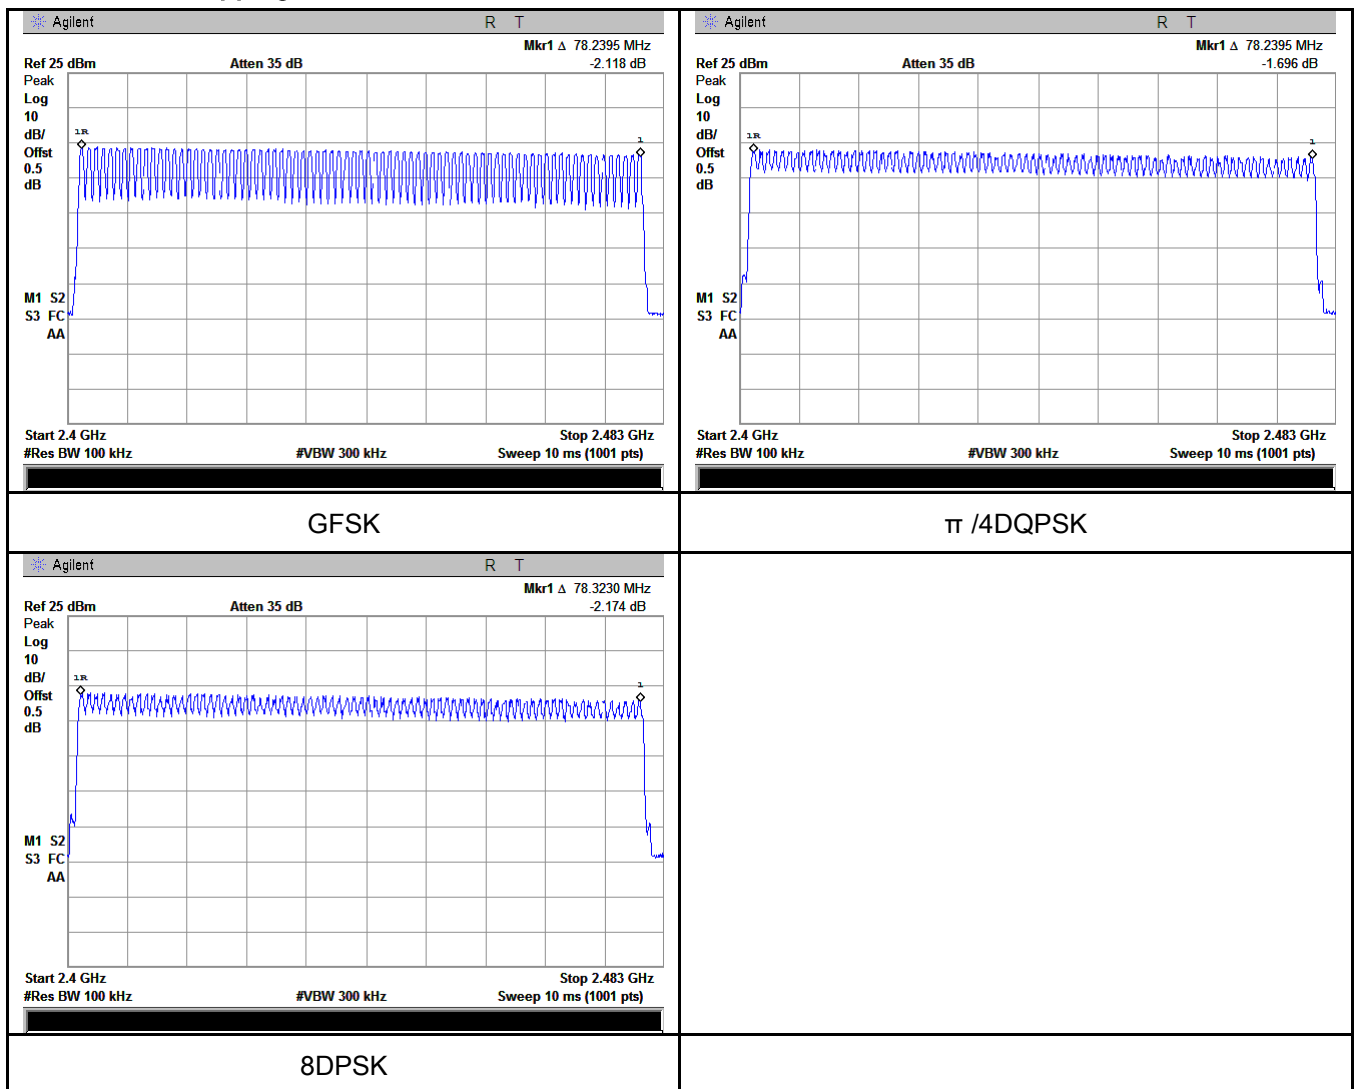 Agilent R T
Mkr1 Δ 78.2395 MHz
Ref 25 dBm Atten 35 dB -2.118 dB
Peak
Log
10
dB/
Offst
0.5
dB
1R
1
M1 S2
S3 FC
AA
Start 2.4 GHz Stop 2.483 GHz
#Res BW 100 kHz #VBW 300 kHz Sweep 10 ms (1001 pts)
GFSK
Agilent R T
Mkr1 Δ 78.2395 MHz
Ref 25 dBm Atten 35 dB -1.696 dB
Peak
Log
10
dB/
Offst
0.5
dB
1R
1
M1 S2
S3 FC
AA
Start 2.4 GHz Stop 2.483 GHz
#Res BW 100 kHz #VBW 300 kHz Sweep 10 ms (1001 pts)
π /4DQPSK
Agilent R T
Mkr1 Δ 78.3230 MHz
Ref 25 dBm Atten 35 dB -2.174 dB
Peak
Log
10
dB/
Offst
0.5
dB
1R
1
M1 S2
S3 FC
AA
Start 2.4 GHz Stop 2.483 GHz
#Res BW 100 kHz #VBW 300 kHz Sweep 10 ms (1001 pts)
8DPSK